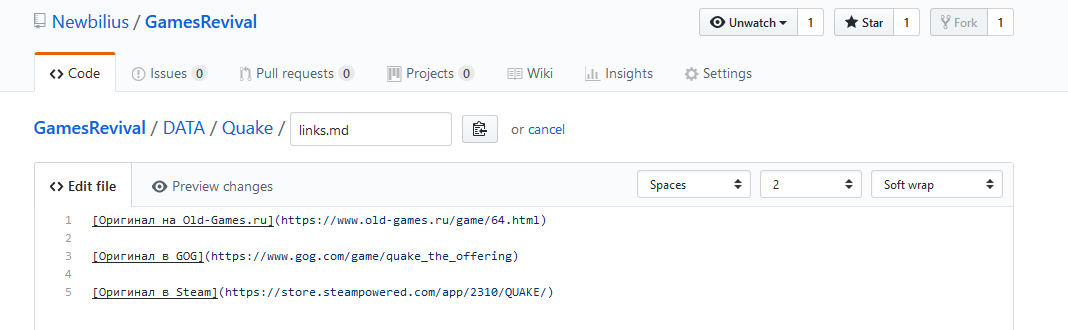 Newbilius / GamesRevival
Unwatch 1 Star 1 Fork 1
Code Issues 0 Pull requests 0 Projects 0 Wiki Insights Settings
GamesRevival / DATA / Quake / links.md or cancel
Edit file Preview changes Spaces 2 Soft wrap
1 [Оригинал на Old-Games.ru](https://www.old-games.ru/game/64.html)
2
3 [Оригинал в GOG](https://www.gog.com/game/quake_the_offering)
4
5 [Оригинал в Steam](https://store.steampowered.com/app/2310/QUAKE/)